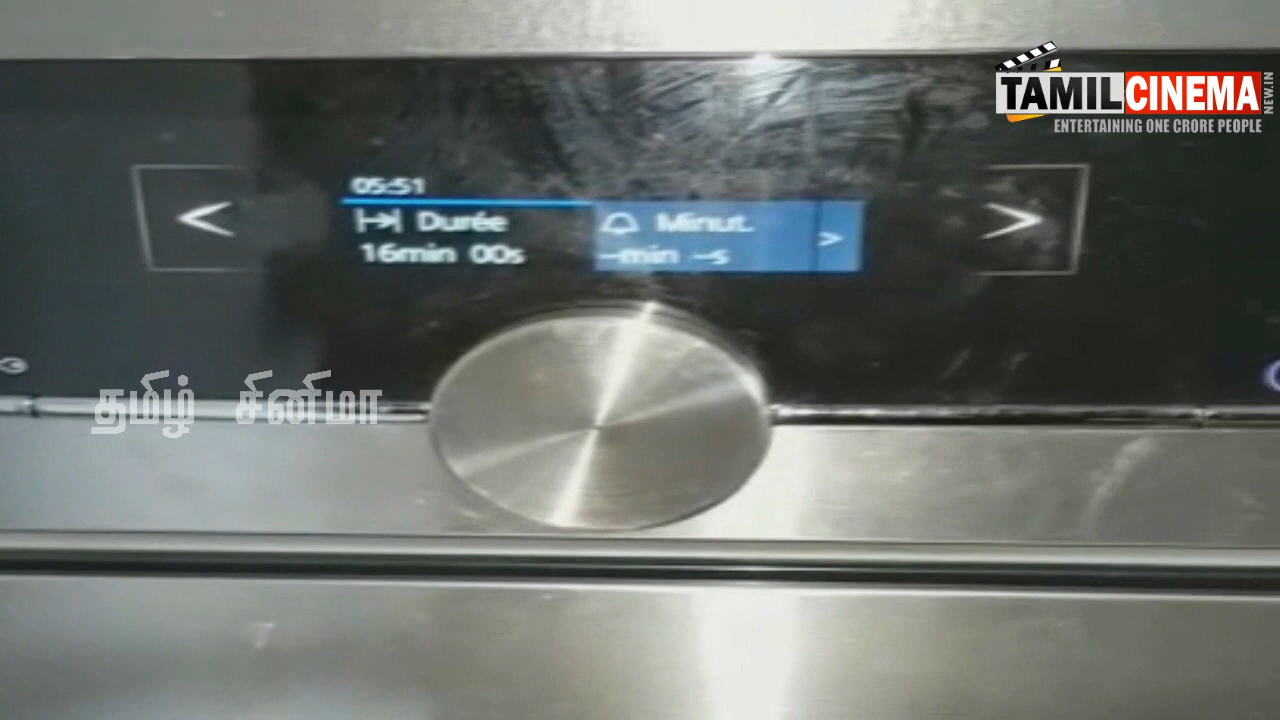 TAMILCINEMA
NEW.IN
ENTERTAINING ONE CRORE PEOPLE
<
05:51
Durée
Minut.
>
16min 00s
--min --s
>
தமிழ் சினிமா